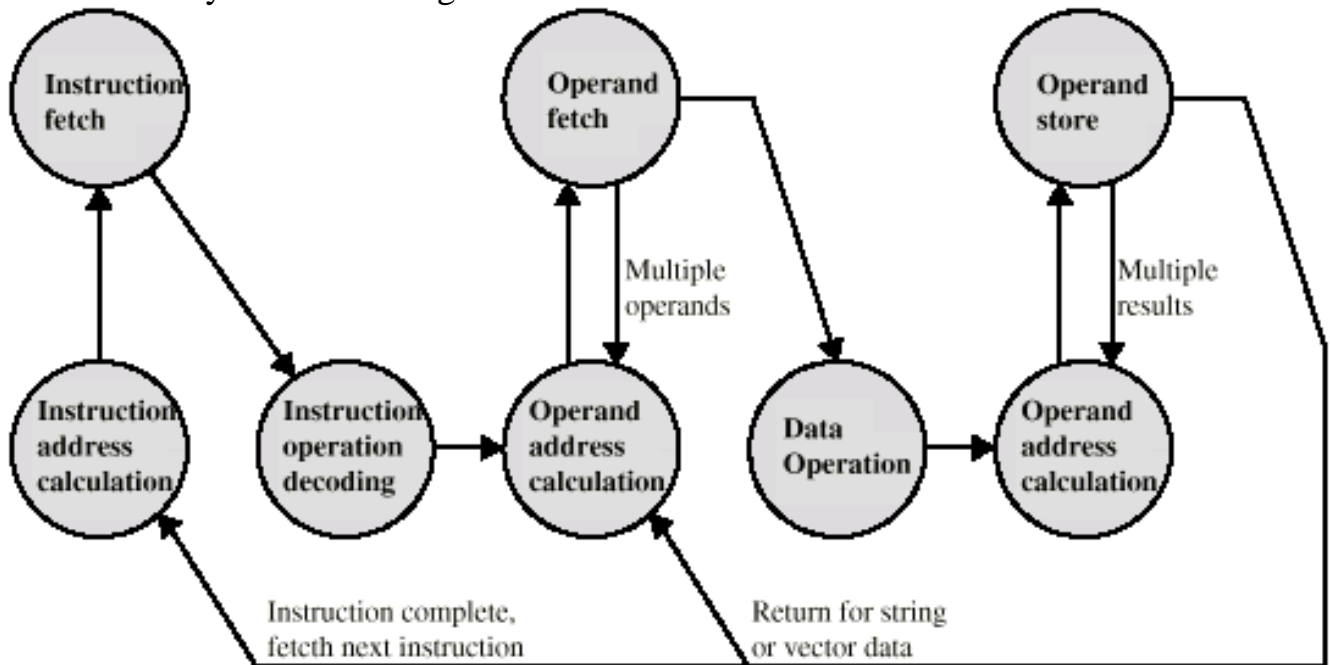 Instruction
fetch
Operand
fetch
Operand
store
Multiple
operands
Multiple
results
Instruction
address
calculation
Instruction
operation
decoding
Operand
address
calculation
Data
Operation
Operand
address
calculation
Instruction complete,
fetcth next instruction
Return for string
or vector data